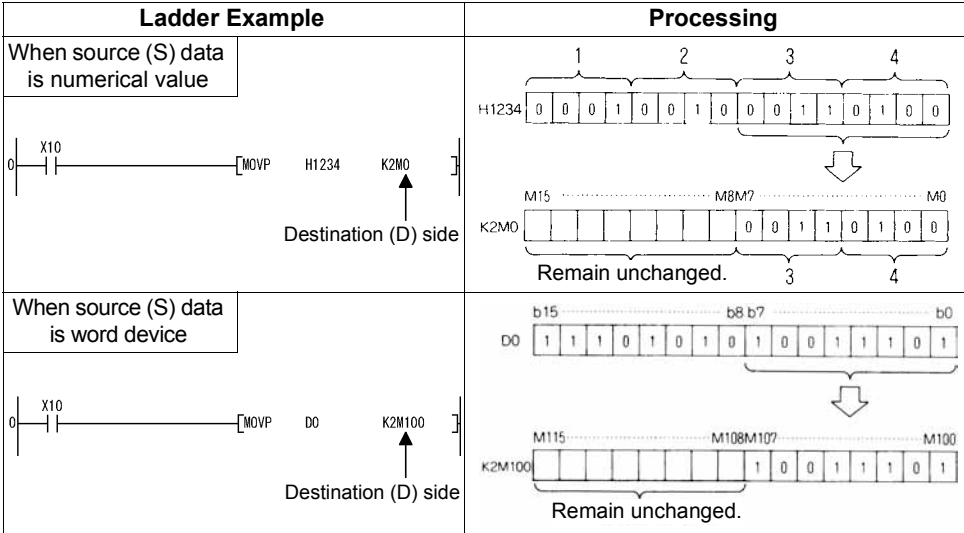 Ladder Example
Processing
When source (S) data
is numerical value
0 X10 MOVP H1234 K2M0
Destination (D) side
1 2 3 4
H1234 0 0 0 1 0 0 1 0 0 0 1 1 0 1 0 0
M15 M8M7 M0
K2M0 0 0 1 1 0 1 0 0
Remain unchanged. 3 4
When source (S) data
is word device
0 X10 MOVP D0 K2M100
Destination (D) side
b15 b8 b7 b0
D0 1 1 1 0 1 0 1 0 1 0 0 1 1 1 0 1
M115 M108M107 M100
K2M100 1 0 0 1 1 1 0 1
Remain unchanged.